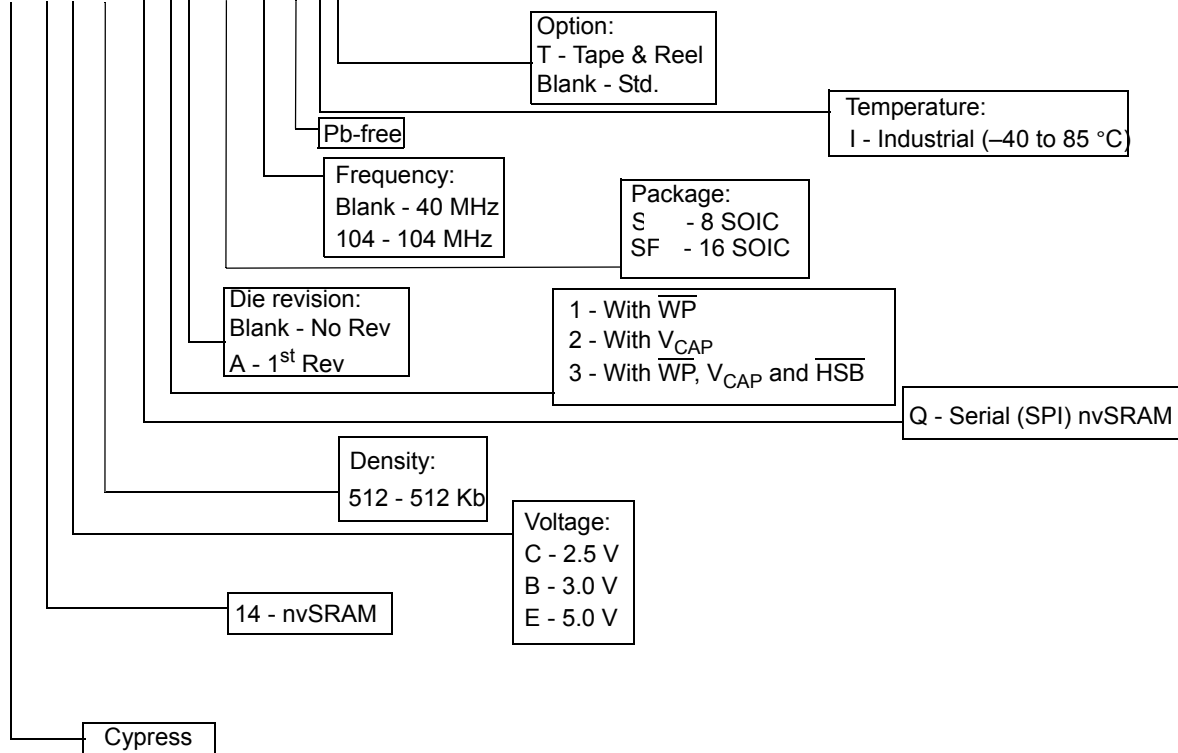 Option:
T - Tape & Reel
Blank - Std.
Temperature:
I - Industrial (–40 to 85 °C)
Pb-free
Frequency:
Blank - 40 MHz
104 - 104 MHz
Package:
S - 8 SOIC
SF - 16 SOIC
Die revision:
Blank - No Rev
A - 1st Rev
1 - With W̅P̅
2 - With VCAP
3 - With W̅P̅, VCAP and H̅S̅B̅
Q - Serial (SPI) nvSRAM
Density:
512 - 512 Kb
Voltage:
C - 2.5 V
B - 3.0 V
E - 5.0 V
14 - nvSRAM
Cypress